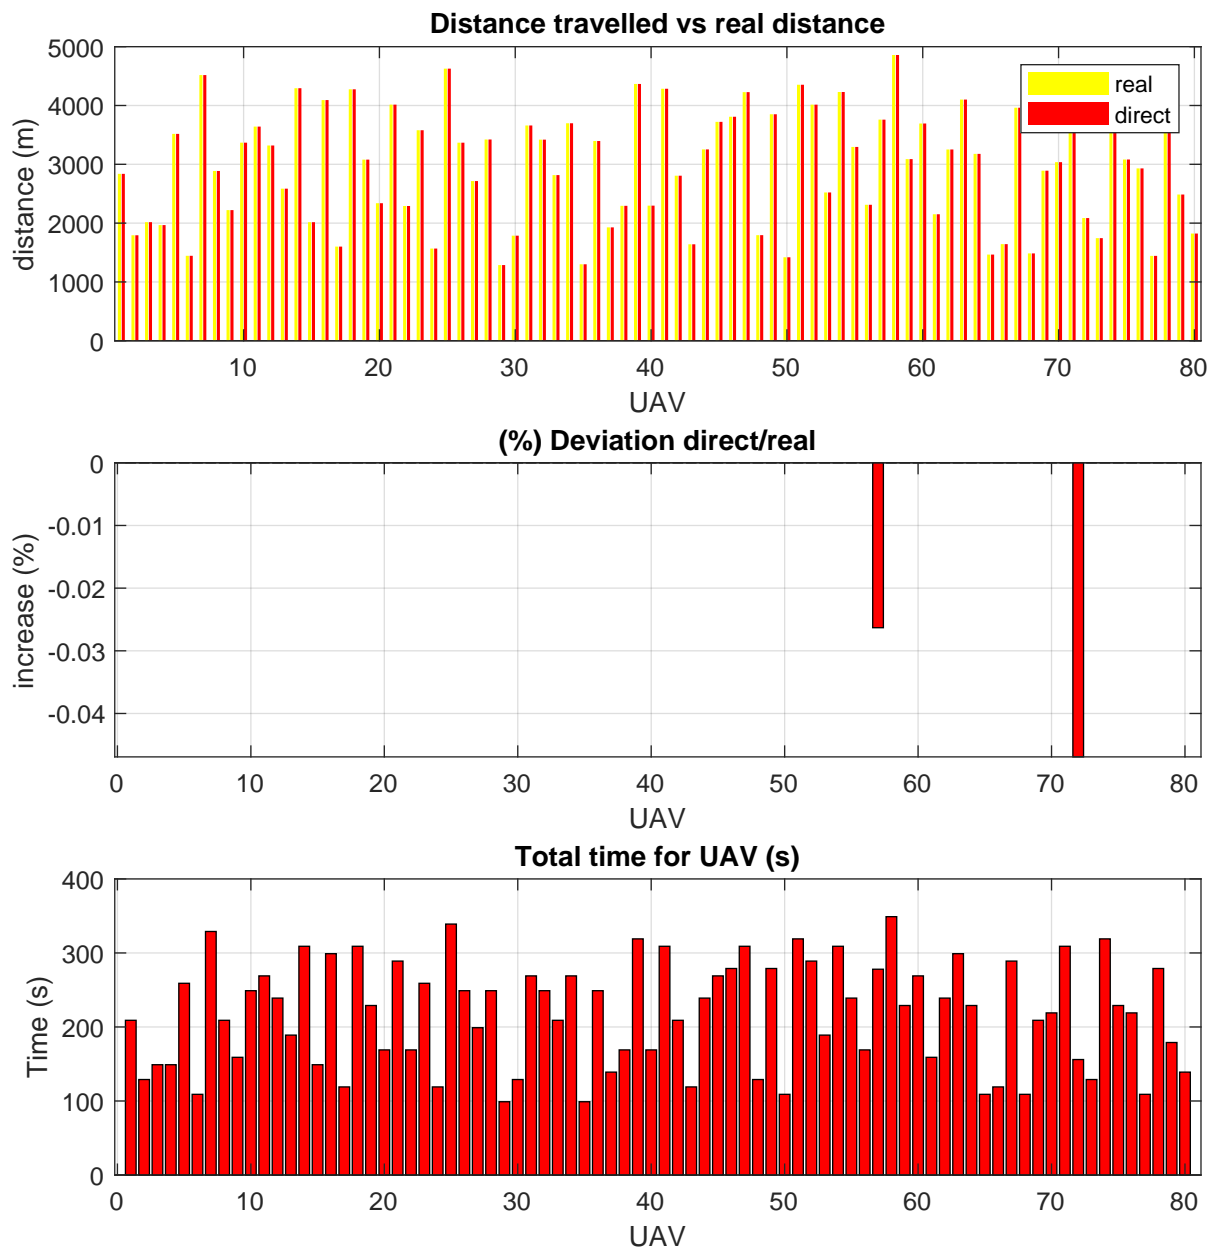 Distance travelled vs real distance
5000
4000
3000
2000
1000
0
distance (m)
real
direct
10 20 30 40 50 60 70 80
UAV
(%) Deviation direct/real
0
-0.01
-0.02
-0.03
-0.04
increase (%)
0 10 20 30 40 50 60 70 80
UAV
Total time for UAV (s)
400
300
200
100
0
Time (s)
0 10 20 30 40 50 60 70 80
UAV